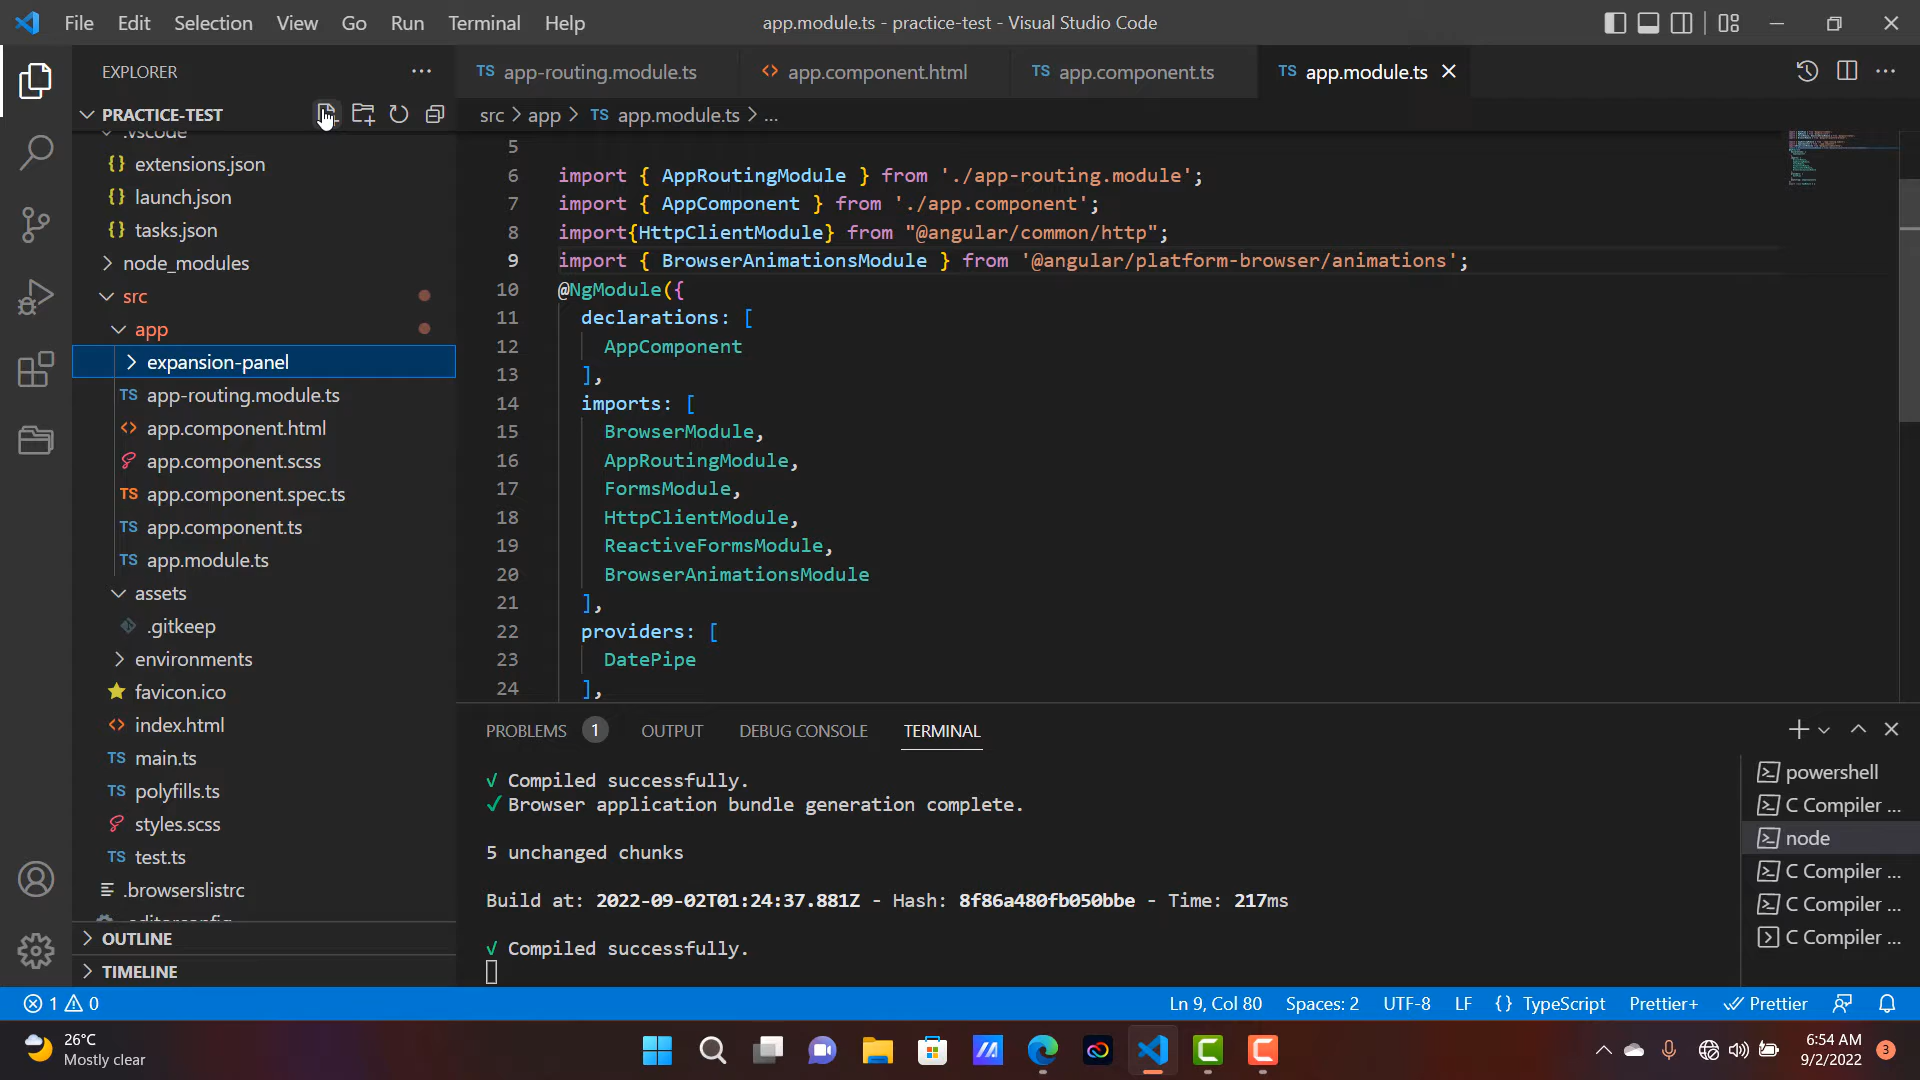 File Edit Selection View Go Run Terminal Help
app.module.ts - practice-test - Visual Studio Code
EXPLORER
PRACTICE-TEST
.vscode
extensions.json
launch.json
tasks.json
node_modules
src
app
expansion-panel
TS app-routing.module.ts
app.component.html
app.component.scss
TS app.component.spec.ts
TS app.component.ts
TS app.module.ts
assets
.gitkeep
environments
favicon.ico
index.html
TS main.ts
TS polyfills.ts
styles.scss
TS test.ts
.browserslistrc
.editorconfig
OUTLINE
TIMELINE
TS app-routing.module.ts
app.component.html
TS app.component.ts
TS app.module.ts
src > app > TS app.module.ts > ...
5
6 import { AppRoutingModule } from './app-routing.module';
7 import { AppComponent } from './app.component';
8 import{HttpClientModule} from "@angular/common/http";
9 import { BrowserAnimationsModule } from '@angular/platform-browser/animations';
10 @NgModule({
11 declarations: [
12 AppComponent
13 ],
14 imports: [
15 BrowserModule,
16 AppRoutingModule,
17 FormsModule,
18 HttpClientModule,
19 ReactiveFormsModule,
20 BrowserAnimationsModule
21 ],
22 providers: [
23 DatePipe
24 ],
PROBLEMS 1 OUTPUT DEBUG CONSOLE TERMINAL
√ Compiled successfully.
✓ Browser application bundle generation complete.
5 unchanged chunks
Build at: 2022-09-02T01:24:37.881Z - Hash: 8f86a480fb050bbe - Time: 217ms
√ Compiled successfully.
powershell
C Compiler ...
node
C Compiler ...
C Compiler ...
C Compiler ...
1 0
Ln 9, Col 80 Spaces: 2 UTF-8 LF {} TypeScript Prettier+ Prettier
26°C
Mostly clear
6:54 AM
9/2/2022
3